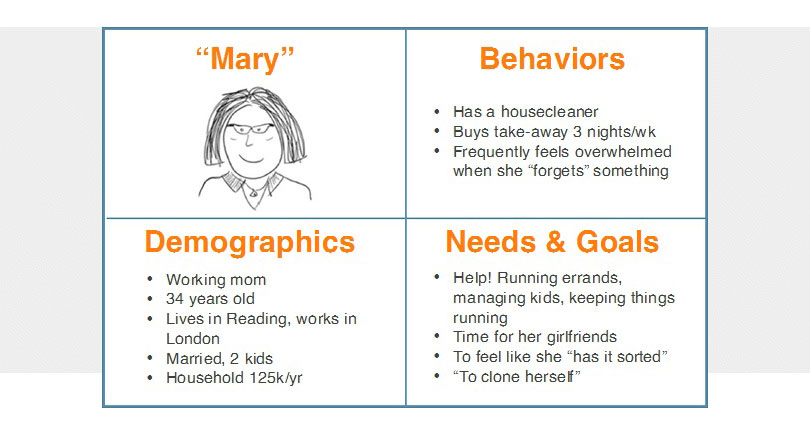 “Mary”
Behaviors
• Has a housecleaner
• Buys take-away 3 nights/wk
• Frequently feels overwhelmed
when she “forgets” something
Demographics
• Working mom
• 34 years old
• Lives in Reading, works in
London
• Married, 2 kids
• Household 125k/yr
Needs & Goals
• Help! Running errands,
managing kids, keeping things
running
• Time for her girlfriends
• To feel like she “has it sorted”
• “To clone herself”